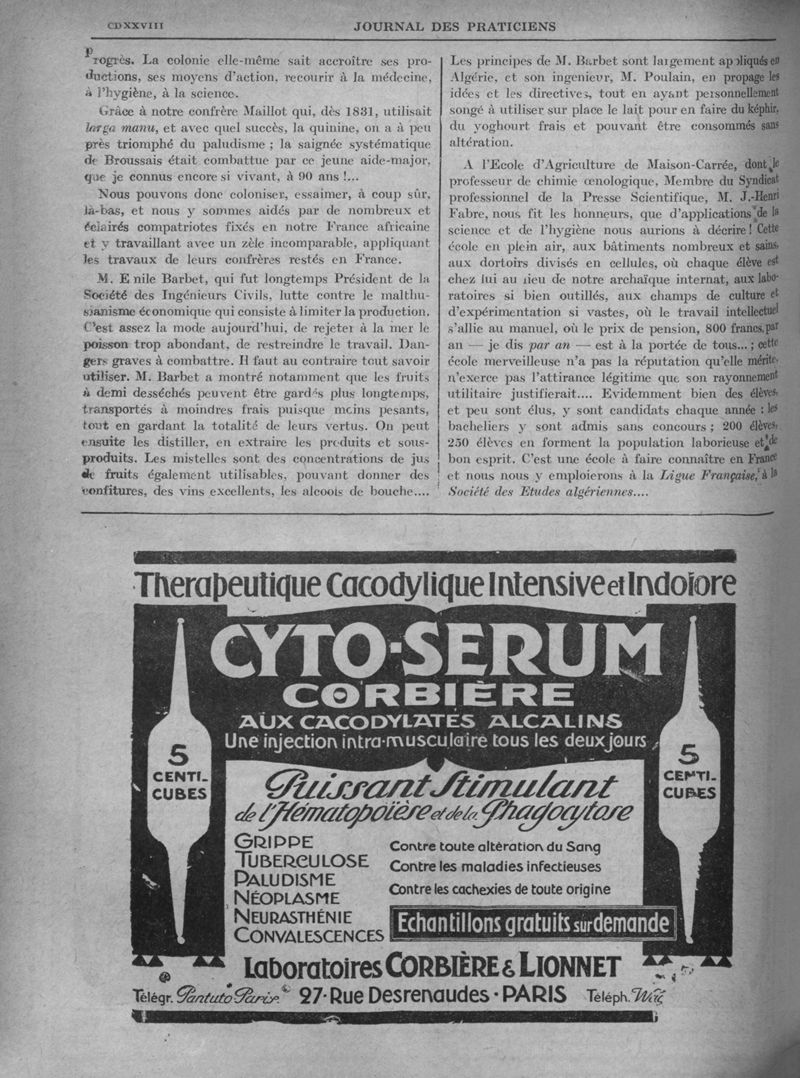 CDXXVIII
JOURNAL DES PRATICIENS
Progrès. La colonie elle-même sait accroître ses pro-
ductions, ses moyens d'action, recourir à la médecine,
à l'hygiène, à la science.
Grâce à notre confrère Maillot qui, dès 1831, utilisait
larga manu, et avec quel succès, la quinine, on a à peu
près triomphé du paludisme ; la saignée systématique
de Broussais était combattue par ce jeune aide-major,
que je connus encore si vivant, à 90 ans !...
Nous pouvons donc coloniser, essaimer, à coup sûr,
là-bas, et nous y sommes aidés par de nombreux et
éclairés compatriotes fixés en notre France africaine
et y travaillant avec un zèle incomparable, appliquant
les travaux de leurs confrères restés en France.
M. E nile Barbet, qui fut longtemps Président de la
Société des Ingénieurs Civils, lutte contre le malthu-
sianisme économique qui consiste à limiter la production.
C'est assez la mode aujourd'hui, de rejeter à la mer le
poisson trop abondant, de restreindre le travail. Dan-
gers graves à combattre. Il faut au contraire tout savoir
utiliser. M. Barbet a montré notamment que les fruits
à demi desséchés peuvent être gardés plus longtemps,
transportés à moindres frais puisque moins pesants,
tout en gardant la totalité de leurs vertus. On peut
ensuite les distiller, en extraire les produits et sous-
produits. Les mistelles sont des concentrations de jus
de fruits également utilisables, pouvant donner des
confitures, des vins excellents, les alcools de bouche....
Les principes de M. Barbet sont largement appliqués en
Algérie, et son ingenieur, M. Poulain, en propage les
idées et les directives, tout en ayant personnellement
songé à utiliser sur place le lait pour en faire du képhir,
du yoghourt frais et pouvant être consommés sans
altération.
A l'Ecole d'Agriculture de Maison-Carrée, dont le
professeur de chimie œnologique, Membre du Syndicat
professionnel de la Presse Scientifique, M. J.-Henri
Fabre, nous fit les honneurs, que d'applications de la
science et de l'hygiène nous aurions à décrire ! Cette
école en plein air, aux bâtiments nombreux et sains,
aux dortoirs divisés en cellules, où chaque élève est
chez lui au lieu de notre archaïque internat, aux labo-
ratoires si bien outillés, aux champs de culture et
d'expérimentation si vastes, où le travail intellectuel
s'allie au manuel, où le prix de pension, 800 francs, par
an — je dis par an — est à la portée de tous... ; cette
école merveilleuse n'a pas la réputation qu'elle mérite,
n'exerce pas l'attirance légitime que son rayonnement
utilitaire justifierait.... Evidemment bien des élèves,
et peu sont élus, y sont candidats chaque année : les
bacheliers y sont admis sans concours ; 200 élèves,
250 élèves en forment la population laborieuse et de
bon esprit. C'est une école à faire connaître en France
et nous nous y emploierons à la Ligue Française, à la
Société des Etudes algériennes....
Therapeutique Cacodylique Intensive et Indolore
CYTO-SERUM
CORBIÈRE
AUX CACODYLATES ALCALINS
Une injection intra-musculaire tous les deux jours
5
CENTI-
CUBES
5
CENTI-
CUBES
Puissant Stimulant
de l'Hématopoïèse et de la Phagocytose
GRIPPE
TUBERCULOSE
PALUDISME
NÉOPLASME
NEURASTHÉNIE
CONVALESCENCES
Contre toute altération du Sang
Contre les maladies infectieuses
Contre les cachexies de toute origine
Echantillons gratuits sur demande
Laboratoires CORBIÈRE & LIONNET
Télégr. Pantuto Paris 27 · Rue Desrenaudes · PARIS Téléph.